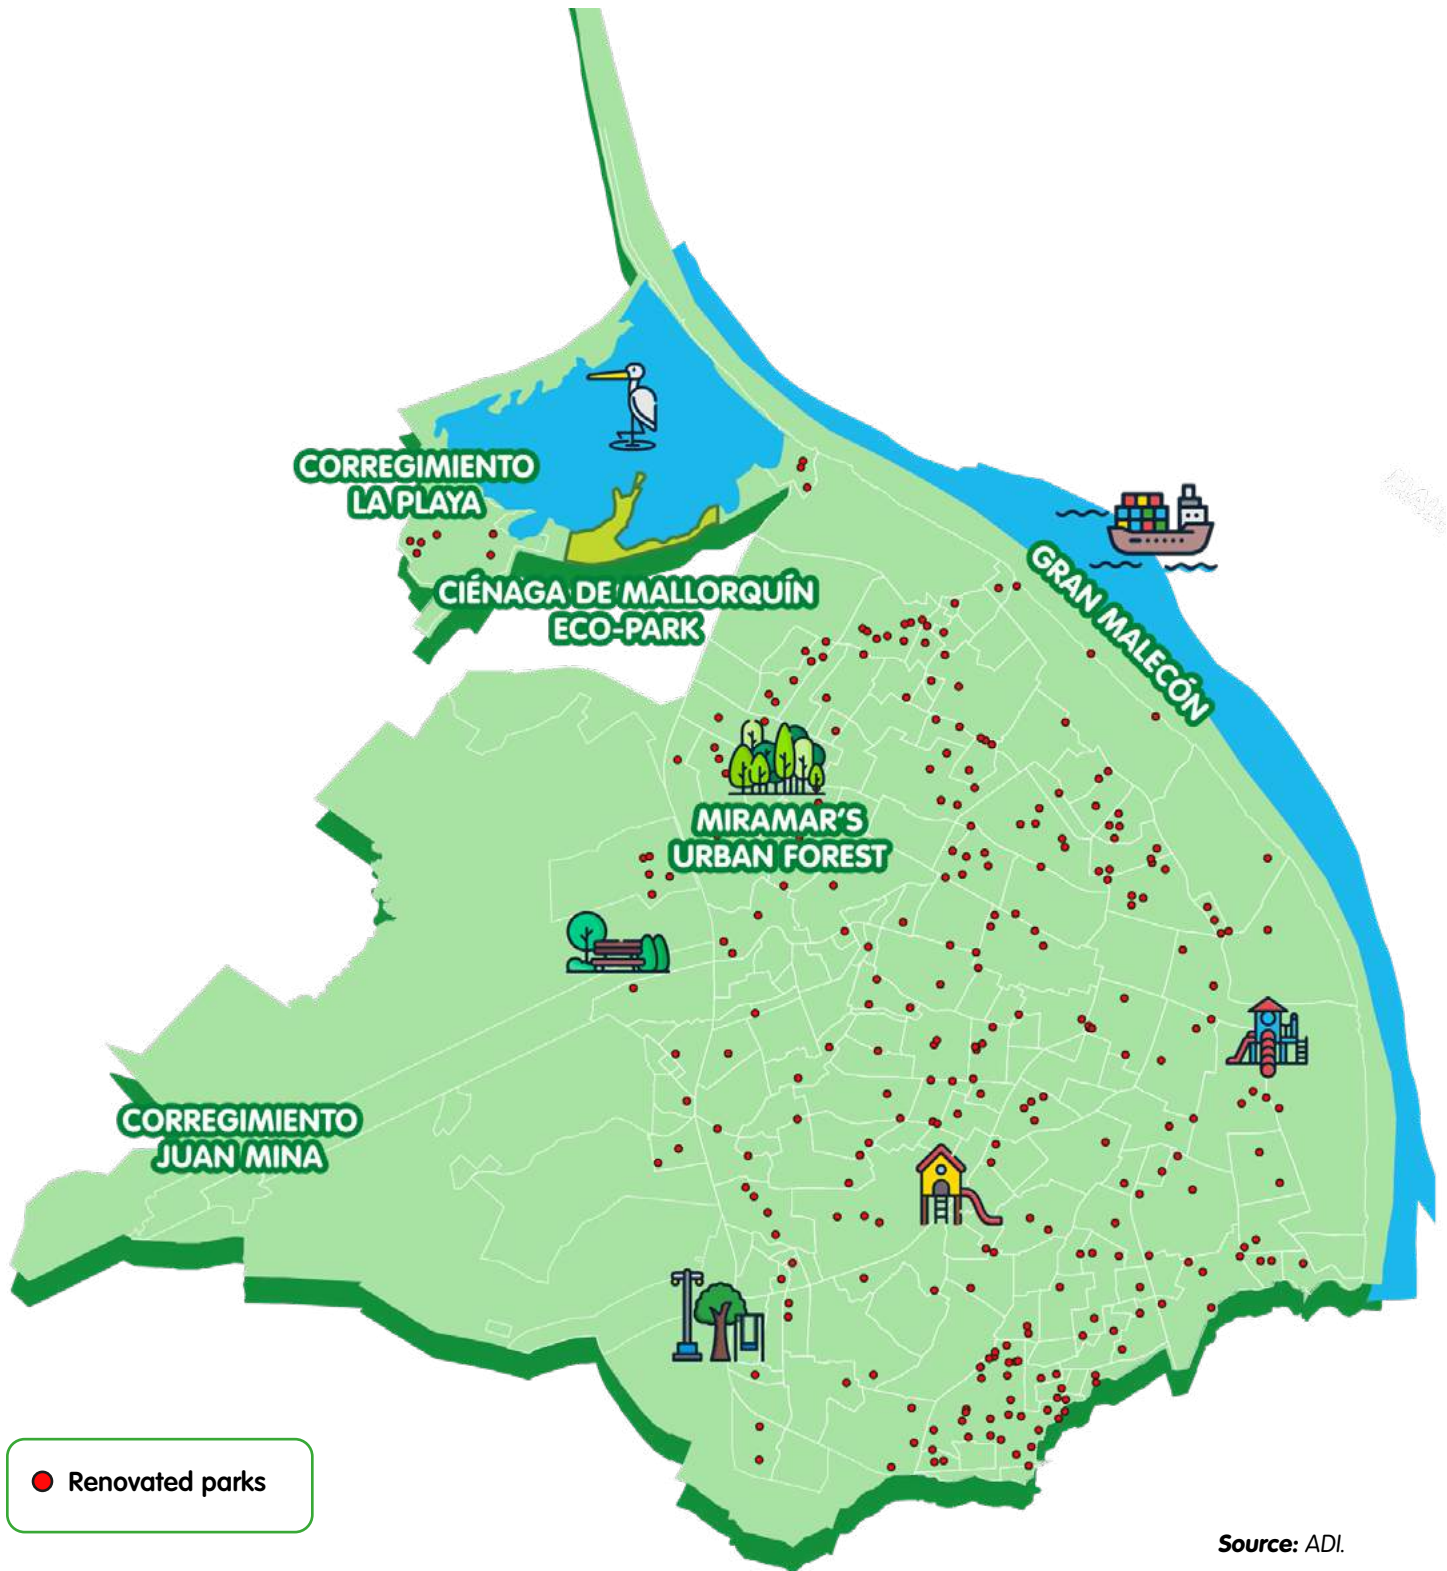 CORREGIMIENTO
LA PLAYA
CIÉNAGA DE MALLORQUÍN
ECO-PARK
GRAN MALECÓN
MIRAMAR'S
URBAN FOREST
CORREGIMIENTO
JUAN MINA
Renovated parks
Source: ADI.